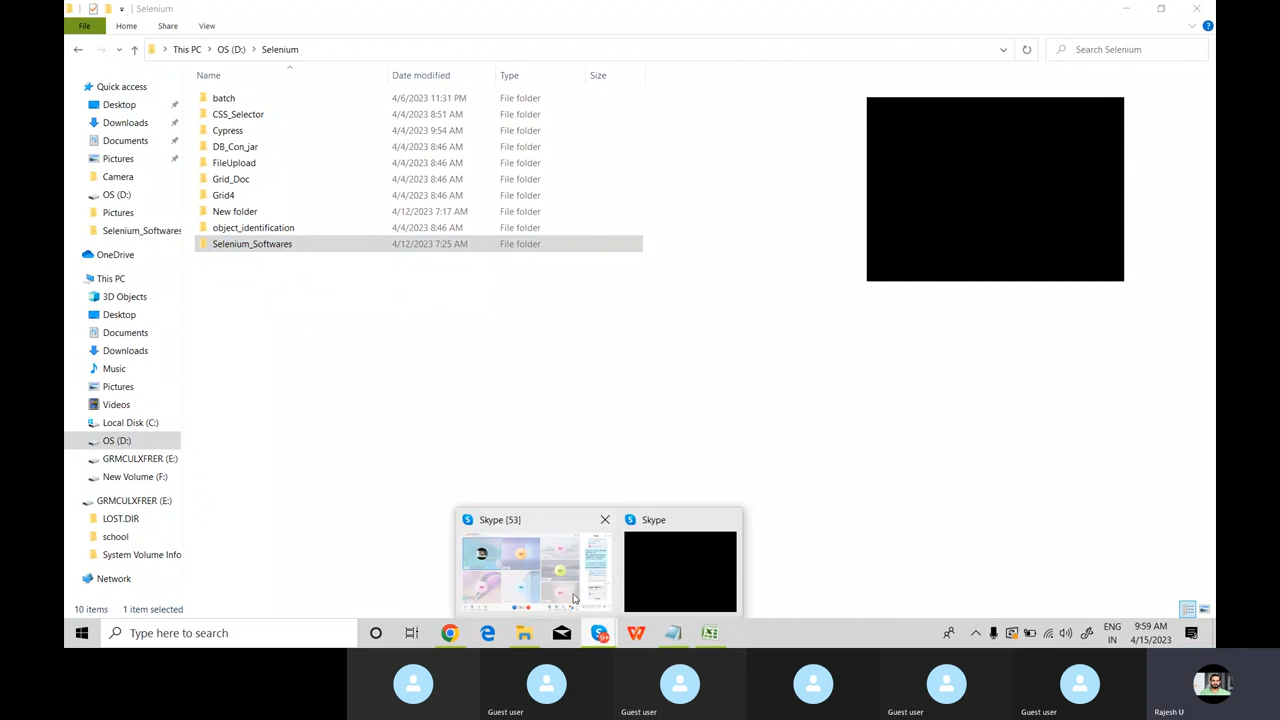 Selenium
File Home Share View
This PC OS (D:) Selenium
Search Selenium
Name Date modified Type Size
Quick access
Desktop
Downloads
Documents
Pictures
Camera
OS (D:)
Pictures
Selenium_Softwares
OneDrive
This PC
3D Objects
Desktop
Documents
Downloads
Music
Pictures
Videos
Local Disk (C:)
OS (D:)
GRMCULXFRER (E:)
New Volume (F:)
GRMCULXFRER (E:)
LOST.DIR
school
System Volume Info
Network
batch 4/6/2023 11:31 PM File folder
CSS_Selector 4/4/2023 8:51 AM File folder
Cypress 4/4/2023 9:54 AM File folder
DB_Con_jar 4/4/2023 8:46 AM File folder
FileUpload 4/4/2023 8:46 AM File folder
Grid_Doc 4/4/2023 8:46 AM File folder
Grid4 4/4/2023 8:46 AM File folder
New folder 4/12/2023 7:17 AM File folder
object_identification 4/4/2023 8:46 AM File folder
Selenium_Softwares 4/12/2023 7:25 AM File folder
Skype [53] Skype
10 items 1 item selected
Type here to search
9+
ENG
IN
9:59 AM
4/15/2023
Guest user Guest user Guest user Guest user Rajesh U